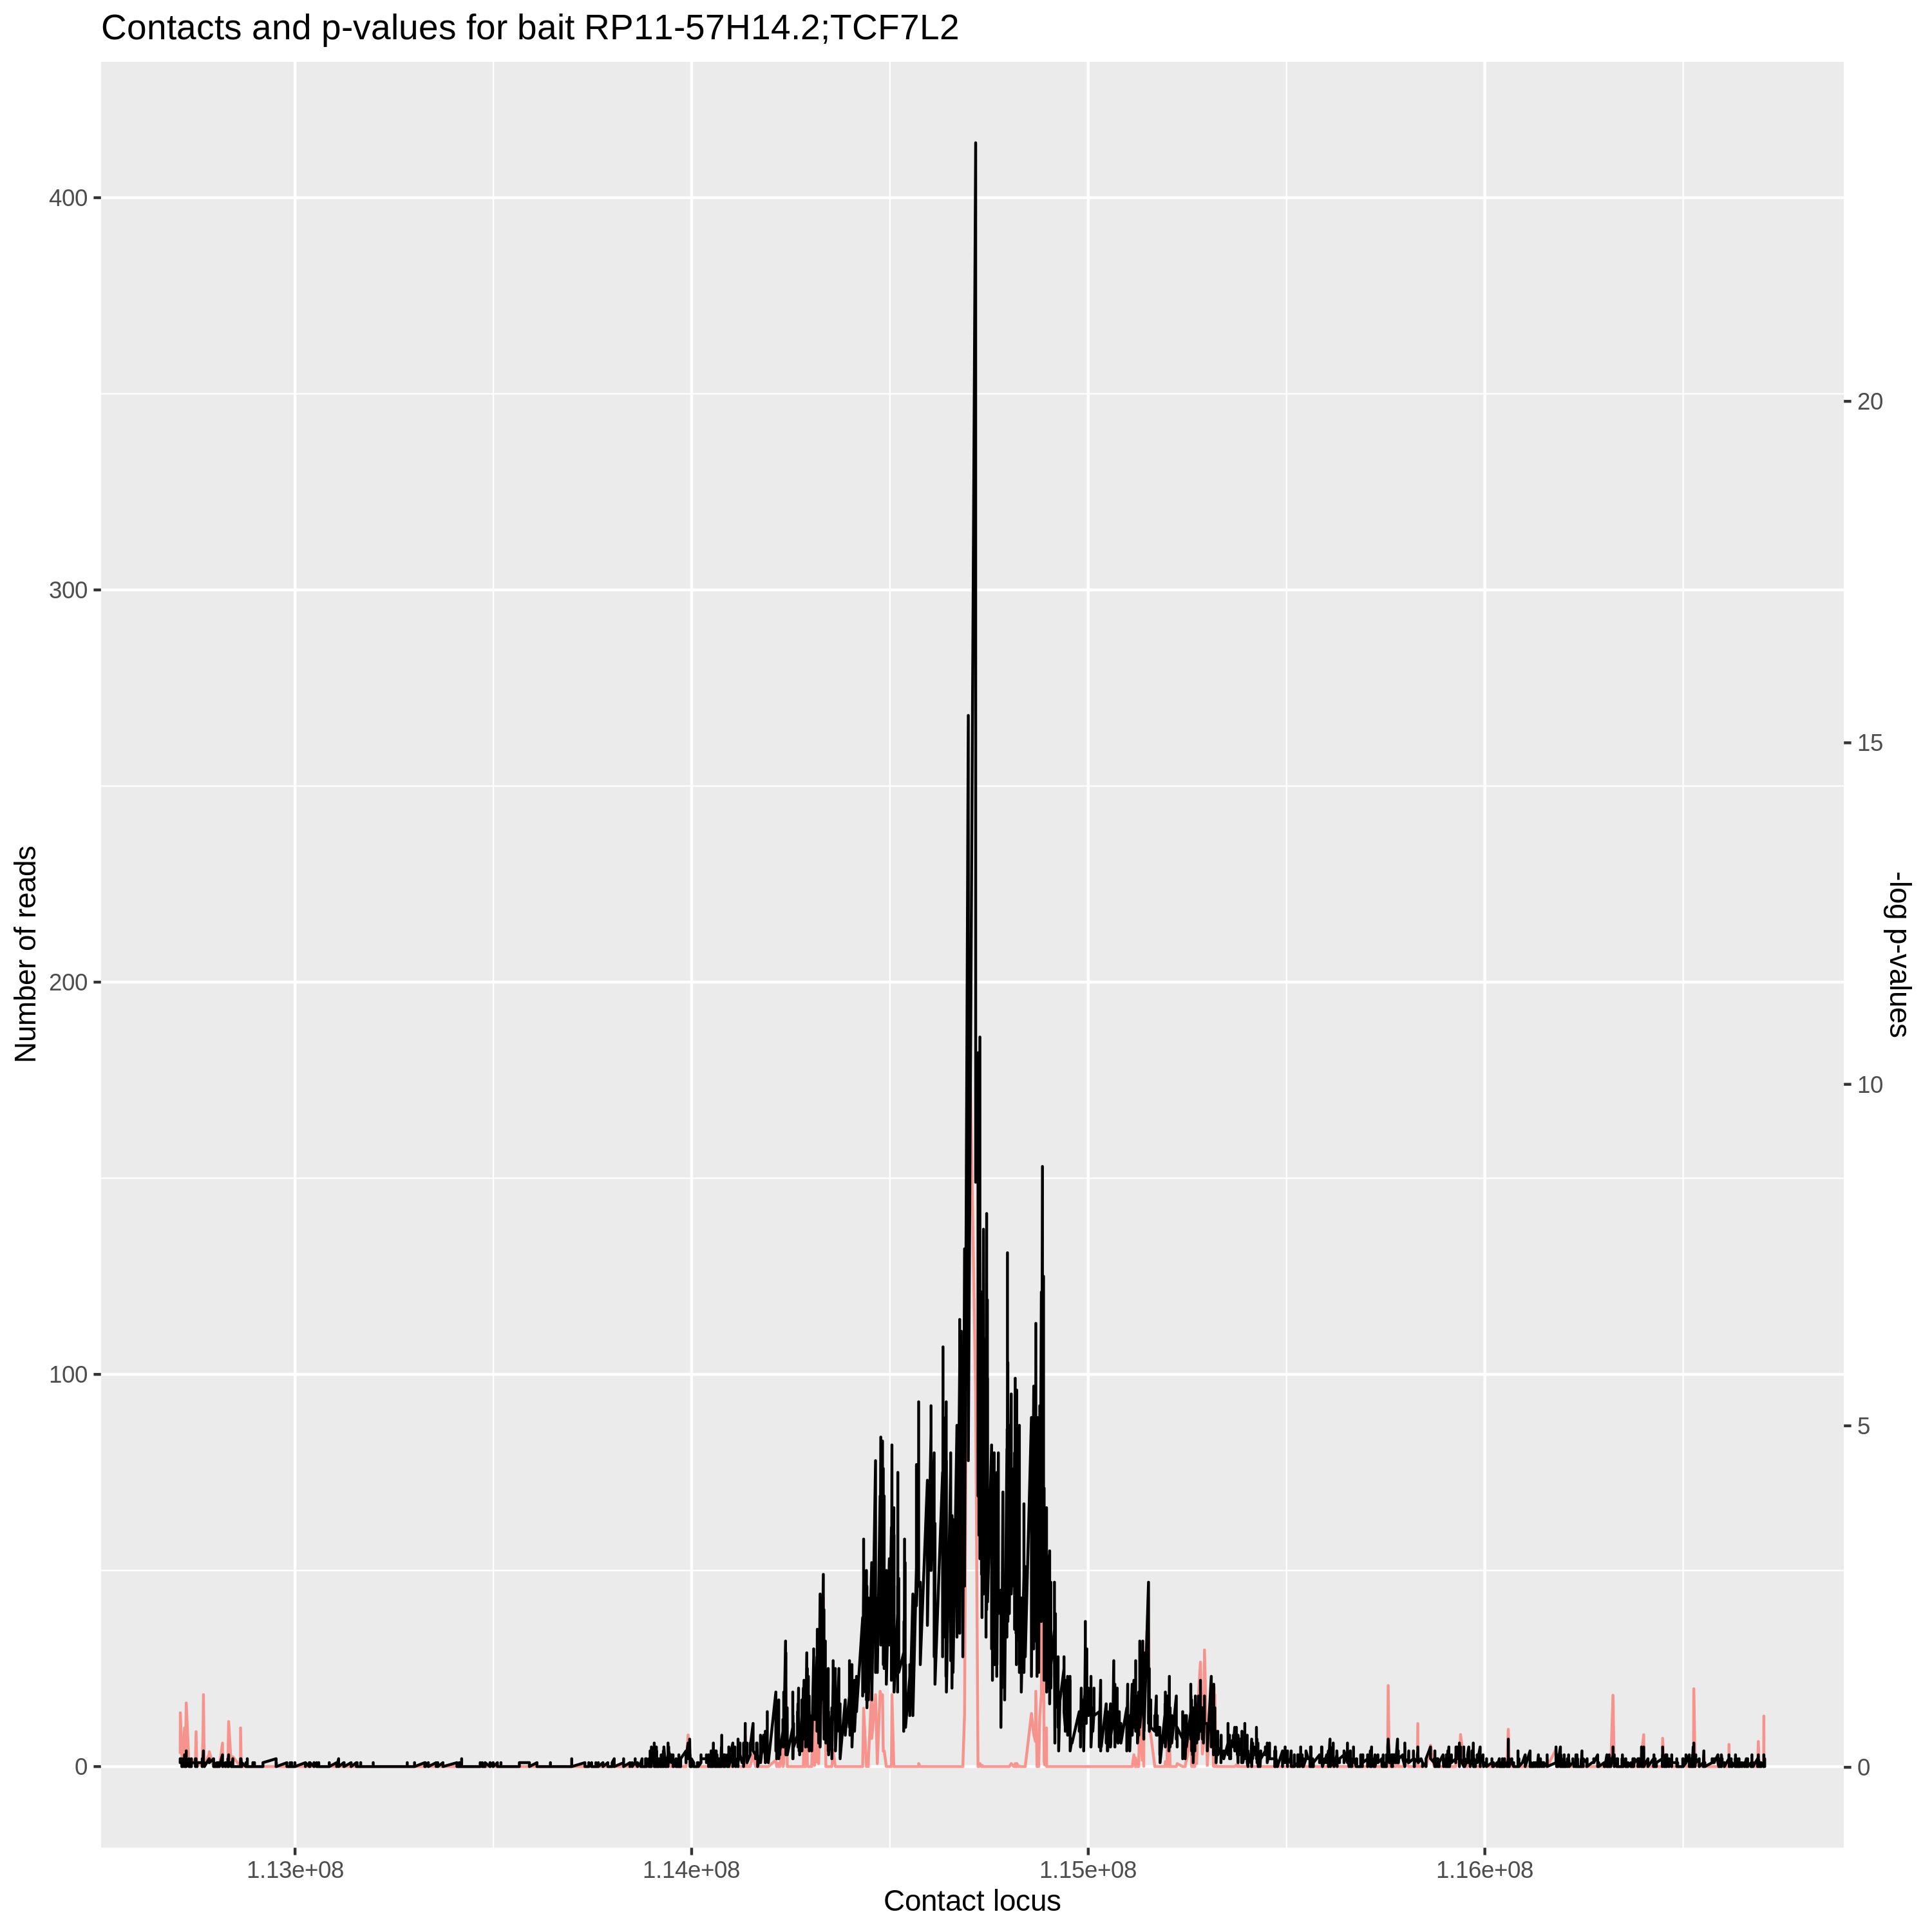 Contacts and p-values for bait RP11-57H14.2;TCF7L2
400
300
200
100
0
Number of reads
20
15
10
5
0
-log p-values
1.13e+08
1.14e+08
1.15e+08
1.16e+08
Contact locus